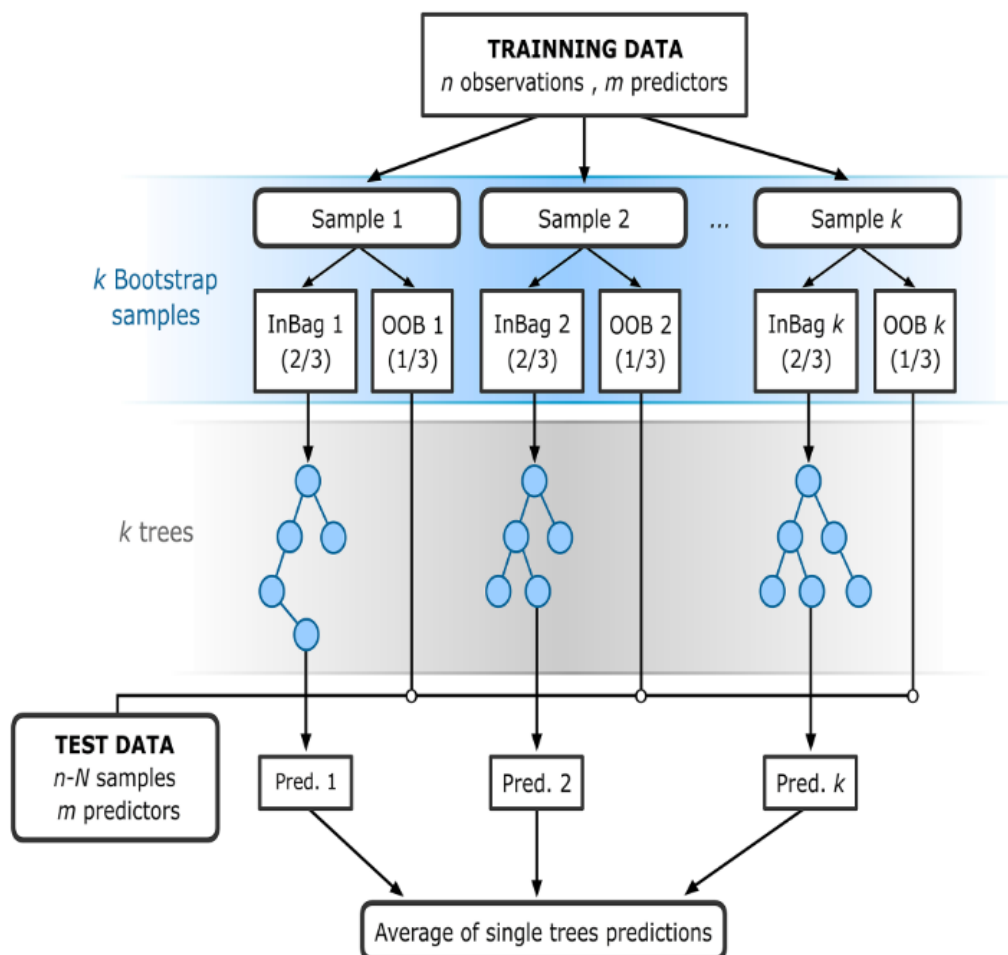 TRAINNING DATA
n observations , m predictors
Sample 1
Sample 2
...
Sample k
k Bootstrap
samples
InBag 1
(2/3)
OOB 1
(1/3)
InBag 2
(2/3)
OOB 2
(1/3)
InBag k
(2/3)
OOB k
(1/3)
k trees
TEST DATA
n-N samples
m predictors
Pred. 1
Pred. 2
Pred. k
Average of single trees predictions